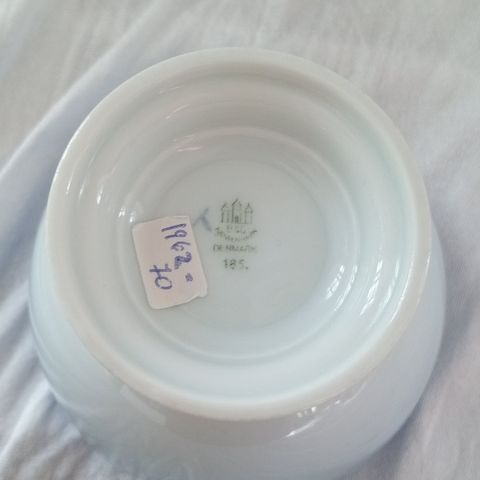 B&G
DENMARK
185.
1962=
70